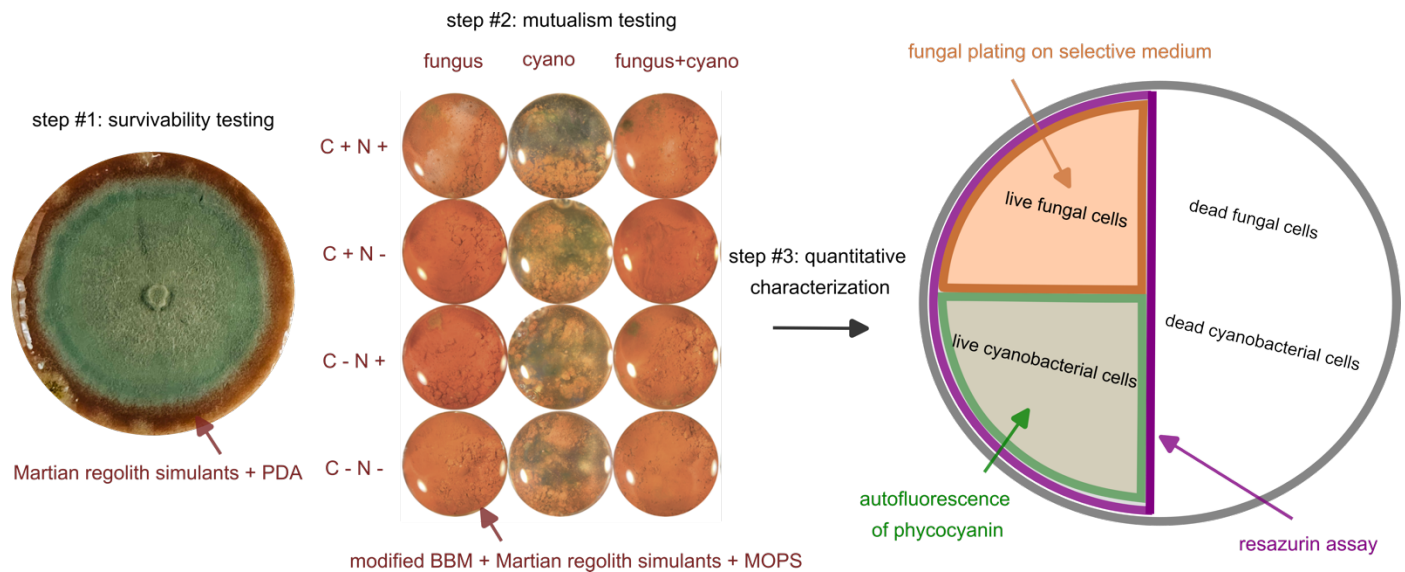 step #1: survivability testing
Martian regolith simulants + PDA
step #2: mutualism testing
fungus
cyano
fungus+cyano
C + N +
C + N -
C - N +
C - N -
modified BBM + Martian regolith simulants + MOPS
step #3: quantitative
characterization
fungal plating on selective medium
live fungal cells
dead fungal cells
live cyanobacterial cells
dead cyanobacterial cells
autofluorescence
of phycocyanin
resazurin assay